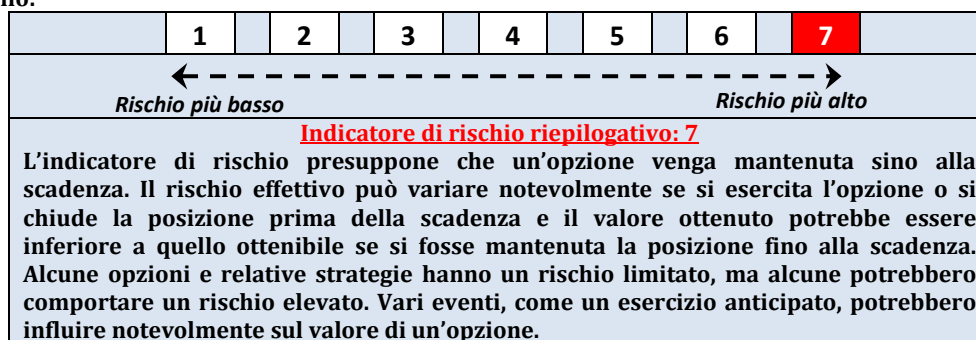 no:
1 2 3 4 5 6 7
Rischio più basso Rischio più alto
Indicatore di rischio riepilogativo: 7
L’indicatore di rischio presuppone che un’opzione venga mantenuta sino alla
scadenza. Il rischio effettivo può variare notevolmente se si esercita l’opzione o si
chiude la posizione prima della scadenza e il valore ottenuto potrebbe essere
inferiore a quello ottenibile se si fosse mantenuta la posizione fino alla scadenza.
Alcune opzioni e relative strategie hanno un rischio limitato, ma alcune potrebbero
comportare un rischio elevato. Vari eventi, come un esercizio anticipato, potrebbero
influire notevolmente sul valore di un’opzione.